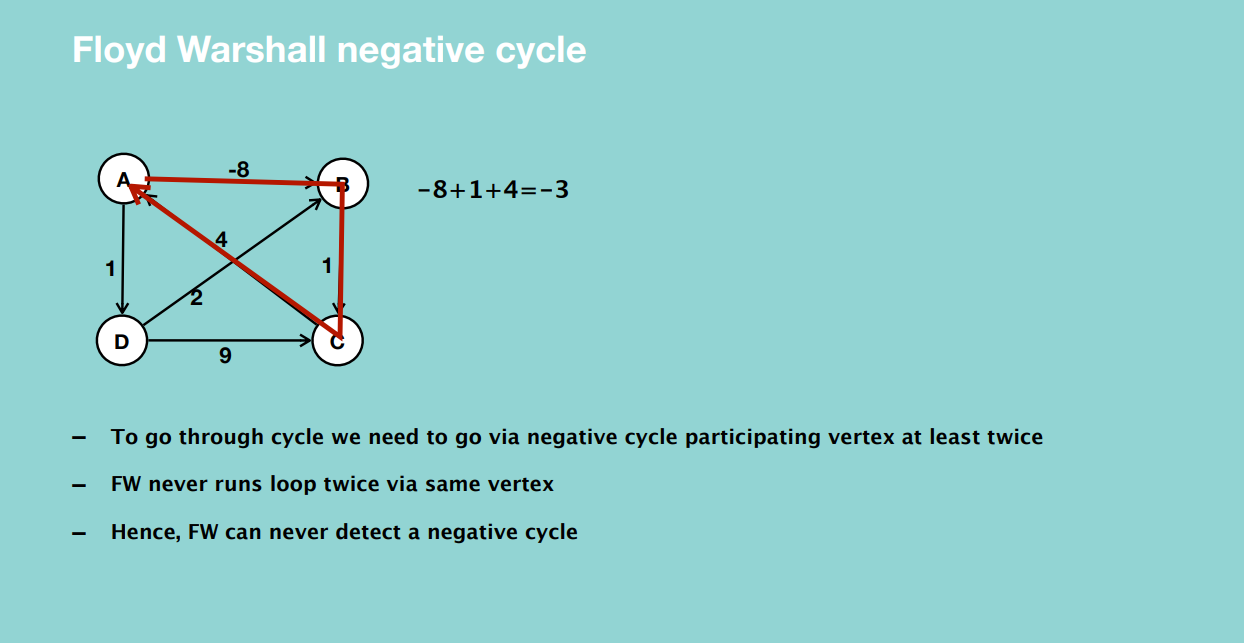 Floyd Warshall negative cycle
A
-8
B
-8+1+4=-3
4
1
1
2
D
C
9
– To go through cycle we need to go via negative cycle participating vertex at least twice
– FW never runs loop twice via same vertex
– Hence, FW can never detect a negative cycle